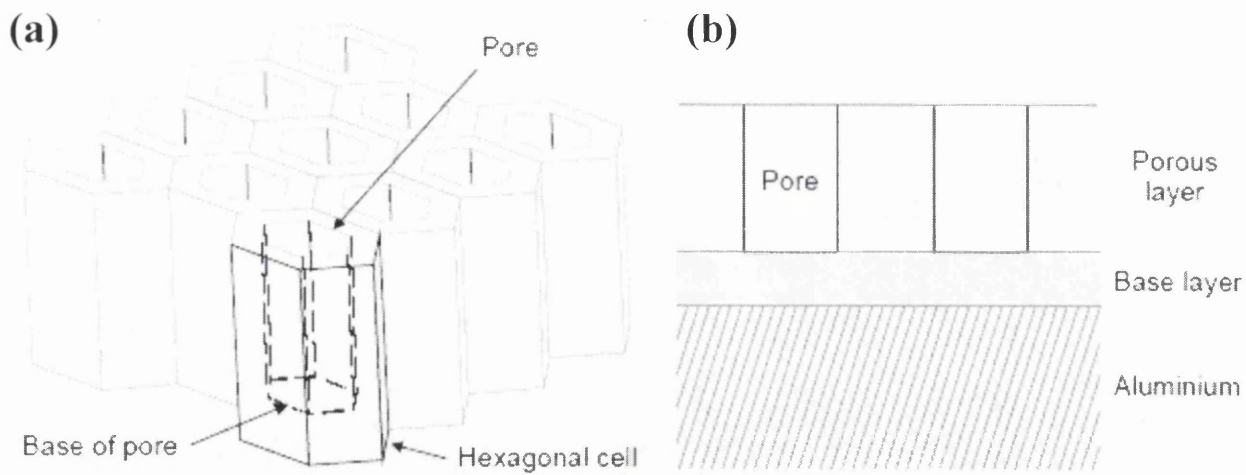 (a)
Pore
Base of pore
Hexagonal cell
(b)
Pore
Porous
layer
Base layer
Aluminium